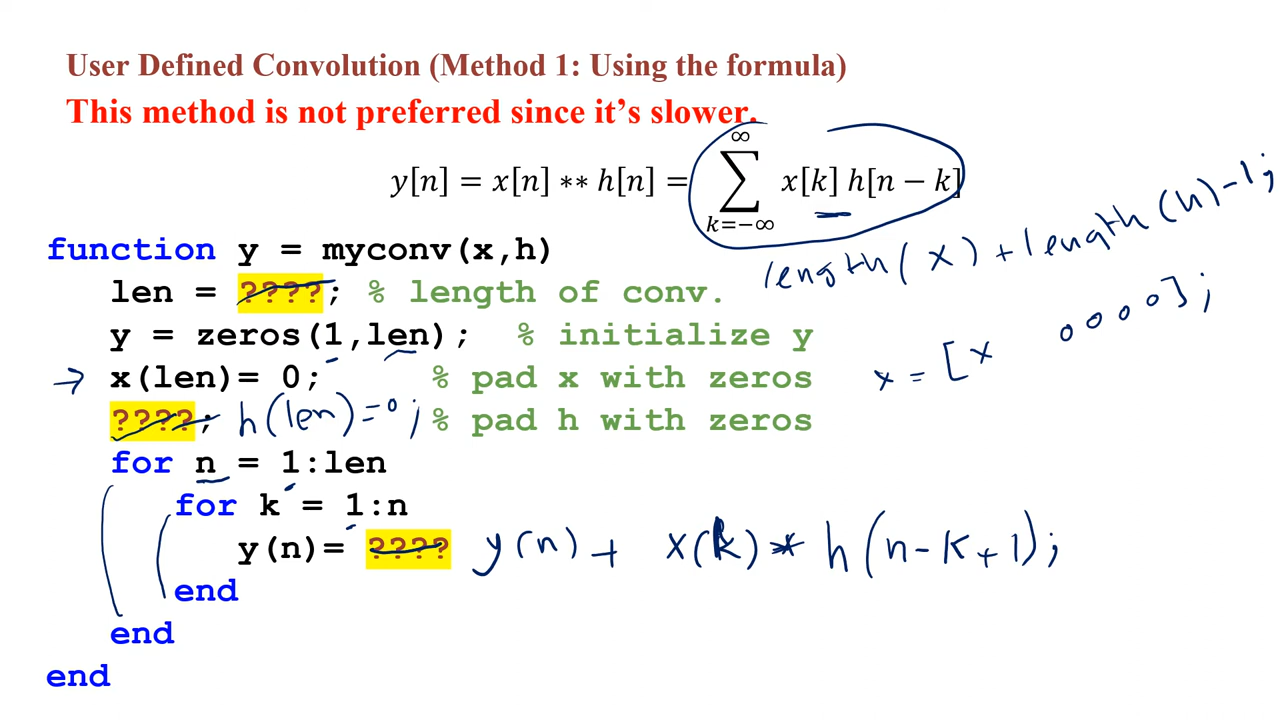 User Defined Convolution (Method 1: Using the formula)
This method is not preferred since it's slower.
y[n] = x[n] ** h[n] = ∑_{k=−∞}^{∞} x[k] h[n − k]
function y = myconv(x,h)
len = ????; % length of conv. length(x)+length(h)-1;
y = zeros(1,len); % initialize y
x(len)= 0; % pad x with zeros x = [x 0000];
????; h(len)=0; % pad h with zeros
for n = 1:len
for k = 1:n
y(n)= ???? y(n)+ x(k)* h(n-k+1);
end
end
end